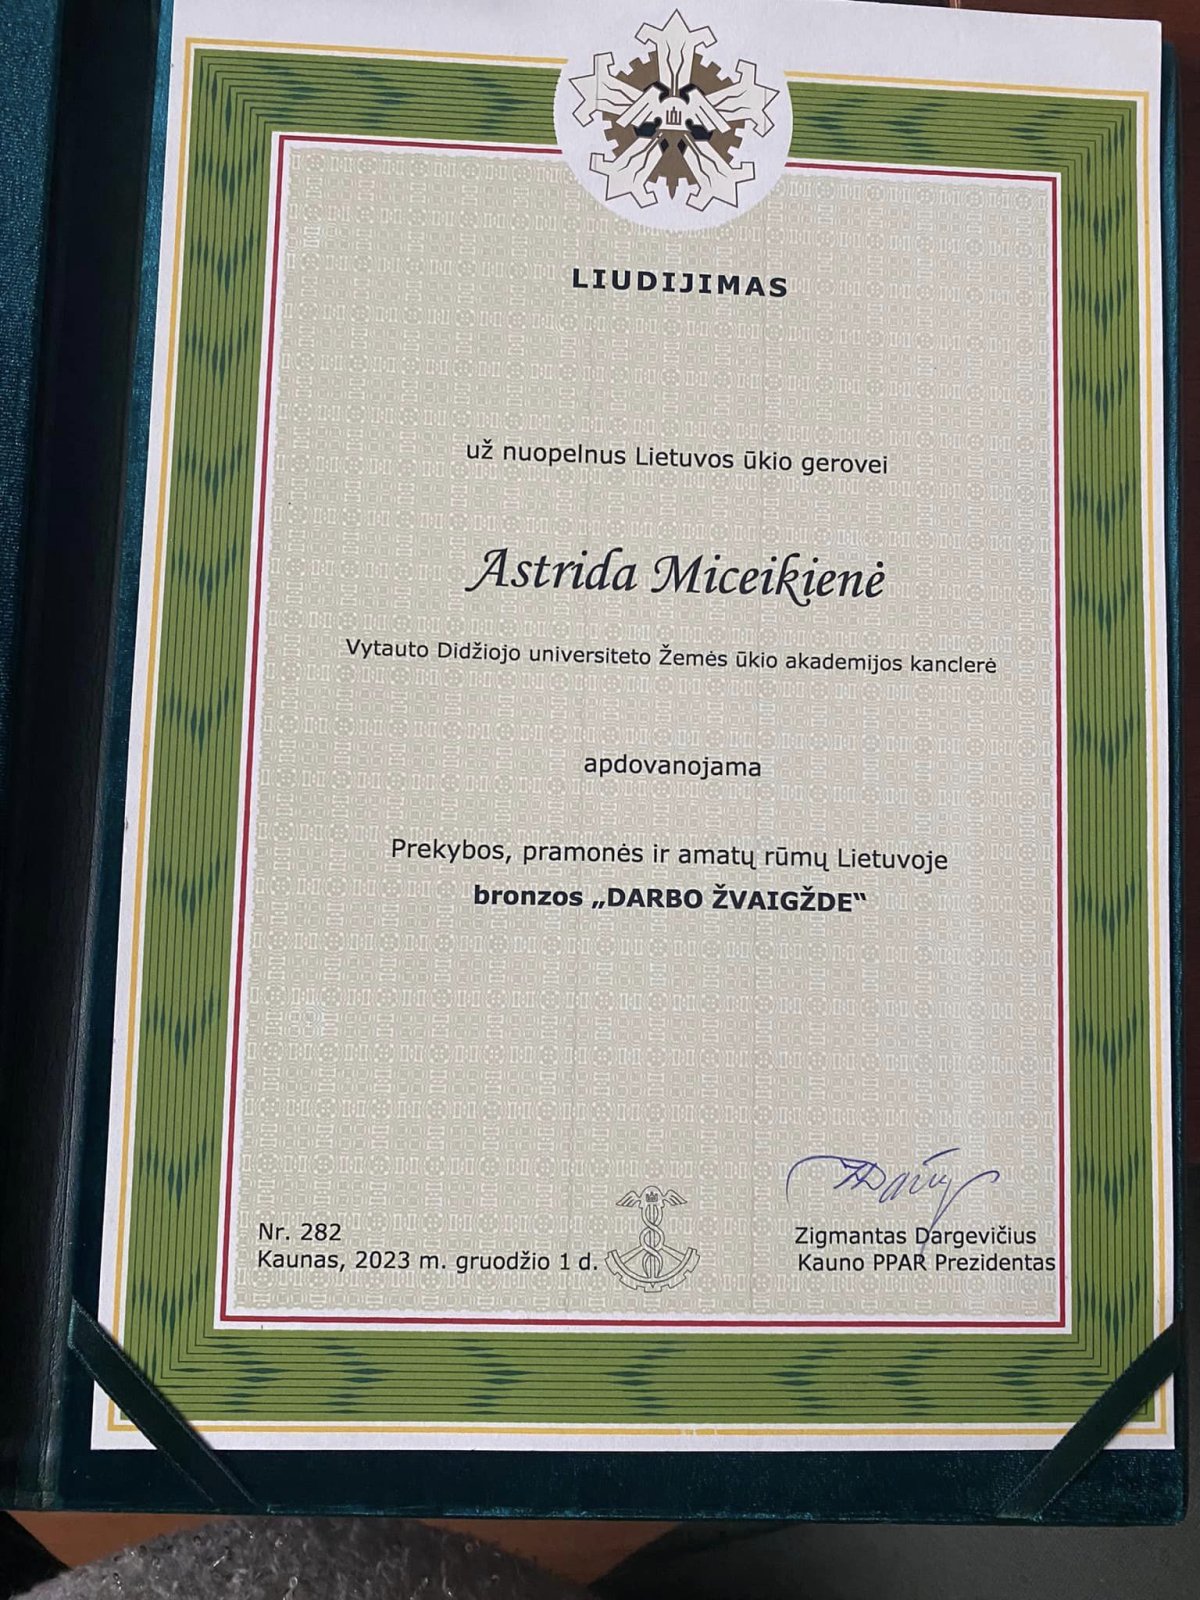 LIUDIJIMAS
už nuopelnus Lietuvos ūkio gerovei
Astrida Miceikienė
Vytauto Didžiojo universiteto Žemės ūkio akademijos kanclerė
apdovanojama
Prekybos, pramonės ir amatų rūmų Lietuvoje
bronzos „DARBO ŽVAIGŽDE“
Nr. 282
Kaunas, 2023 m. gruodžio 1 d.
Zigmantas Dargevičius
Kauno PPAR Prezidentas